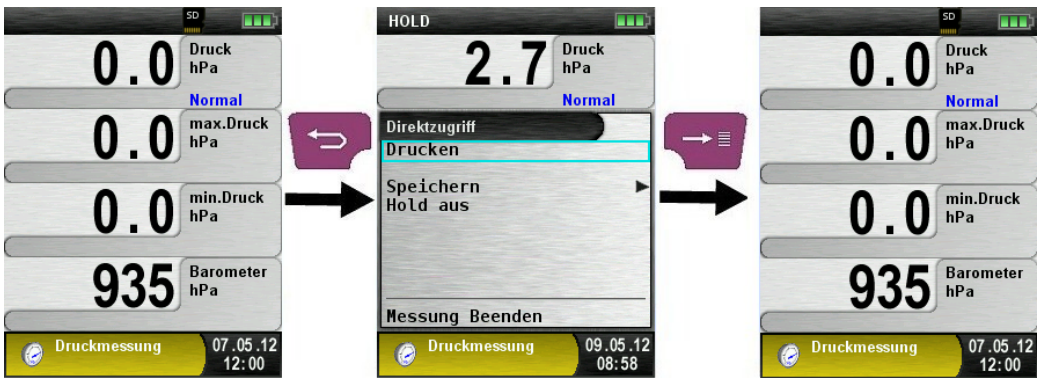 SD
0.0 Druck
hPa
Normal
0.0 max.Druck
hPa
0.0 min.Druck
hPa
935 Barometer
hPa
Druckmessung 07.05.12
12:00
HOLD
2.7 Druck
hPa
Normal
Direktzugriff
Drucken
Speichern
Hold aus
Messung Beenden
Druckmessung 09.05.12
08:58
SD
0.0 Druck
hPa
Normal
0.0 max.Druck
hPa
0.0 min.Druck
hPa
935 Barometer
hPa
Druckmessung 07.05.12
12:00